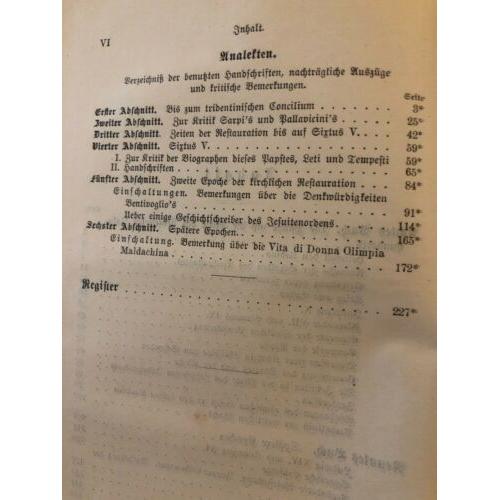 VI
Inhalt.
Analekten.
Verzeichniß der benutzten Handschriften, nachträgliche Auszüge
und kritische Bemerkungen.
Seite
Erster Abschnitt. Bis zum tridentinischen Concilium . . . . . . . 3*
Zweiter Abschnitt. Zur Kritik Sarpi's und Pallavicini's . . . . . . 25*
Dritter Abschnitt. Zeiten der Restauration bis auf Sixtus V. . . . . 42*
Vierter Abschnitt. Sixtus V. . . . . . . . . . . . . . . . 59*
I. Zur Kritik der Biographen dieses Papstes, Leti und Tempesti 59*
II. Handschriften . . . . . . . . . . . . . . . . 65*
Fünfter Abschnitt. Zweite Epoche der kirchlichen Restauration . . . . 84*
Einschaltungen. Bemerkungen über die Denkwürdigkeiten
Bentivoglio's . . . . . . . . . . . . . . . . 91*
Ueber einige Geschichtschreiber des Jesuitenordens. . . . . 114*
Sechster Abschnitt. Spätere Epochen. . . . . . . . . . . . 165*
Einschaltung. Bemerkung über die Vita di Donna Olimpia
Maidachina . . . . . . . . . . . . . . . . . 172*
Register . . . . . . . . . . . . . . . . . . . 227*